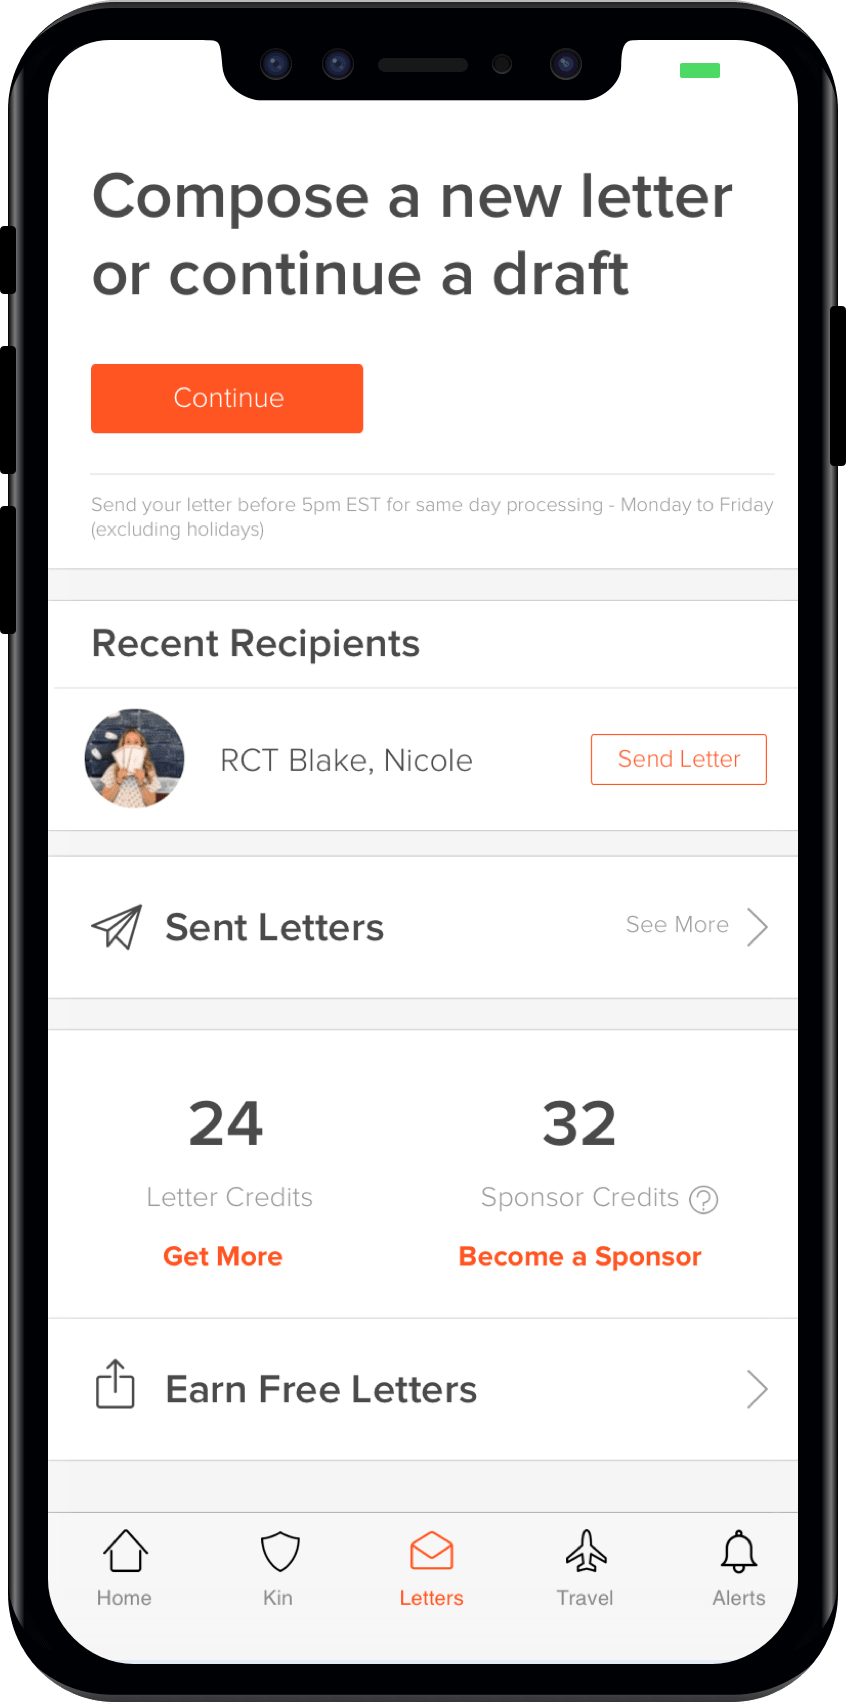 Compose a new letter
or continue a draft
Continue
Send your letter before 5pm EST for same day processing - Monday to Friday
(excluding holidays)
Recent Recipients
RCT Blake, Nicole
Send Letter
Sent Letters
See More
24
32
Letter Credits
Sponsor Credits ?
Get More
Become a Sponsor
Earn Free Letters
Home
Kin
Letters
Travel
Alerts